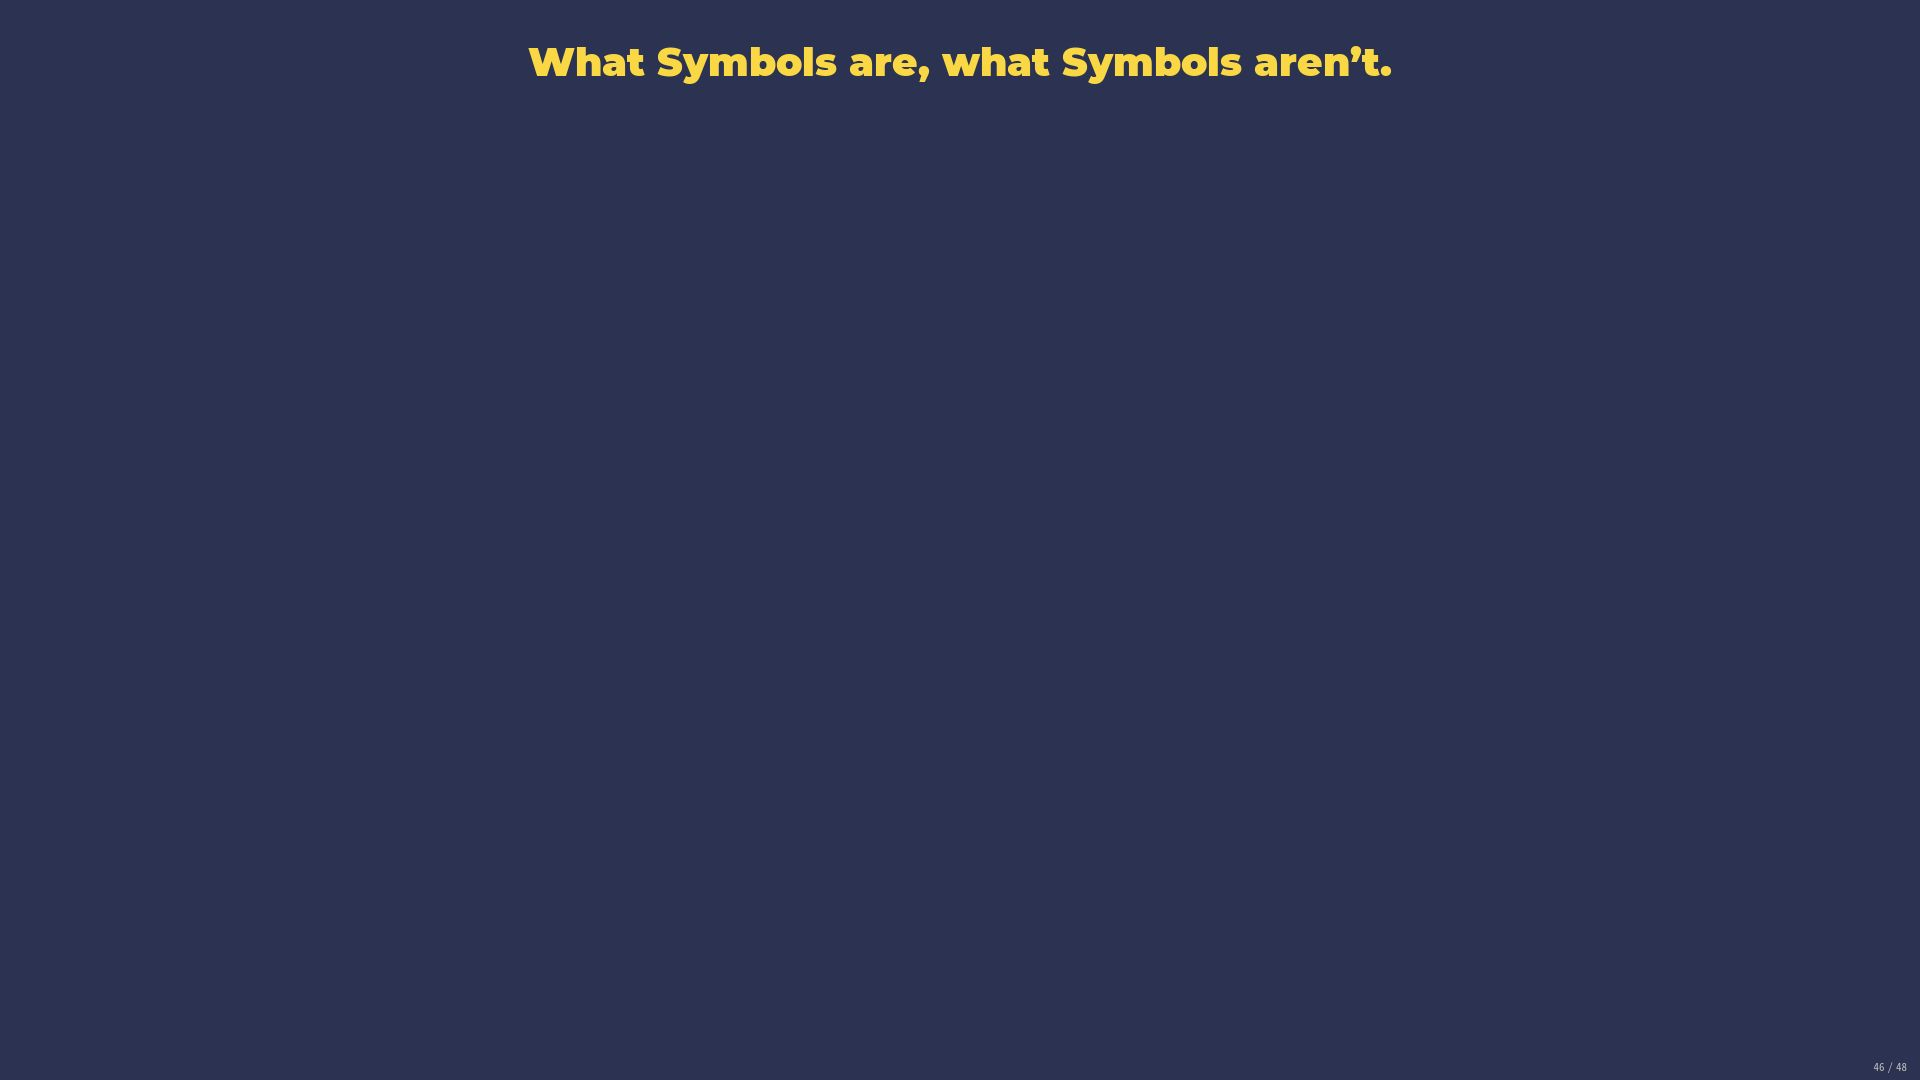 What Symbols are, what Symbols aren’t.
46 / 48